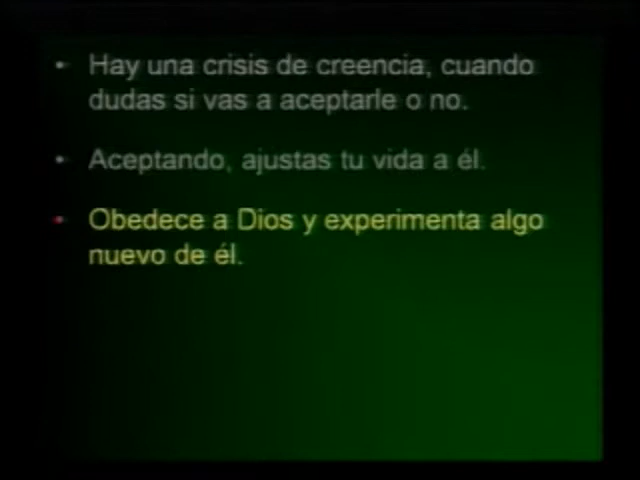 • Hay una crisis de creencia, cuando
dudas si vas a aceptarle o no.
• Aceptando, ajustas tu vida a él.
• Obedece a Dios y experimenta algo
nuevo de él.